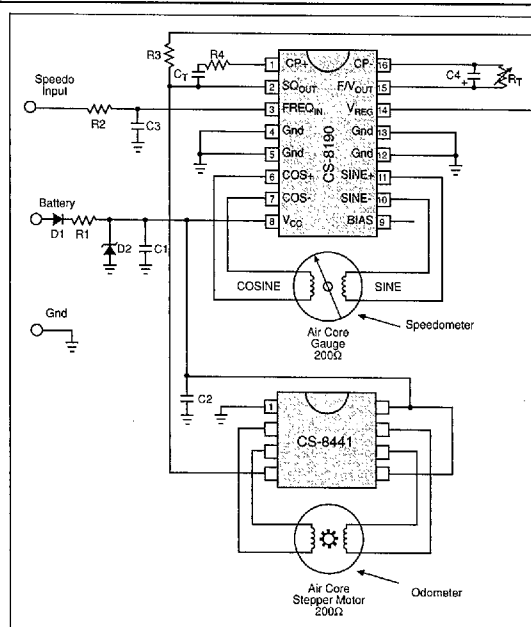 R3
R4
Speedo
Input
R2
C3
CT
1 CP+ CP- 16
2 SQOUT F/VOUT 15
3 FREQIN VREG 14
4 Gnd Gnd 13
5 Gnd Gnd 12
6 COS+ SINE+ 11
7 COS- SINE- 10
8 VCC BIAS 9
CS-8190
C4
+
RT
Battery
D1 R1
D2
C1
COSINE SINE
Speedometer
Air Core
Gauge
200Ω
Gnd
C2
1
CS-8441
Air Core
Stepper Motor
200Ω
Odometer